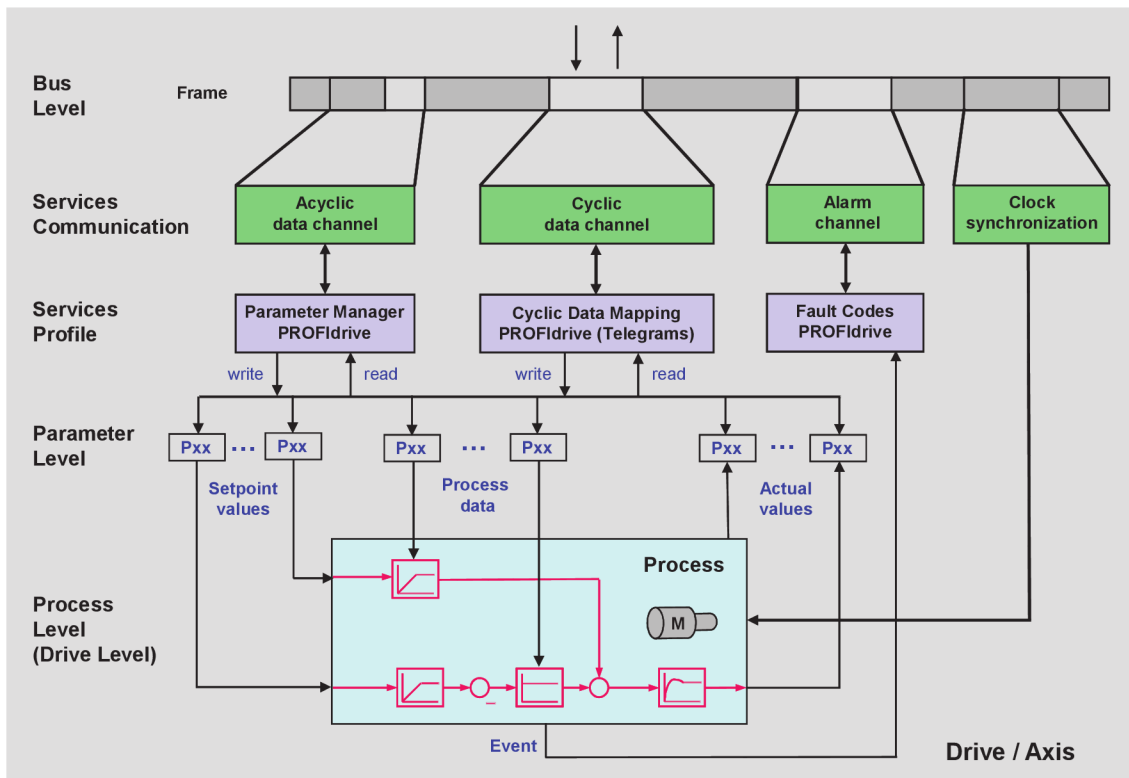 Bus
Level
Frame
Services
Communication
Acyclic
data channel
Cyclic
data channel
Alarm
channel
Clock
synchronization
Services
Profile
Parameter Manager
PROFIdrive
Cyclic Data Mapping
PROFIdrive (Telegrams)
Fault Codes
PROFIdrive
write
read
write
read
Parameter
Level
Pxx ... Pxx
Pxx ... Pxx
Pxx ... Pxx
Setpoint
values
Process
data
Actual
values
Process
Level
(Drive Level)
Process
M
–
Event
Drive / Axis